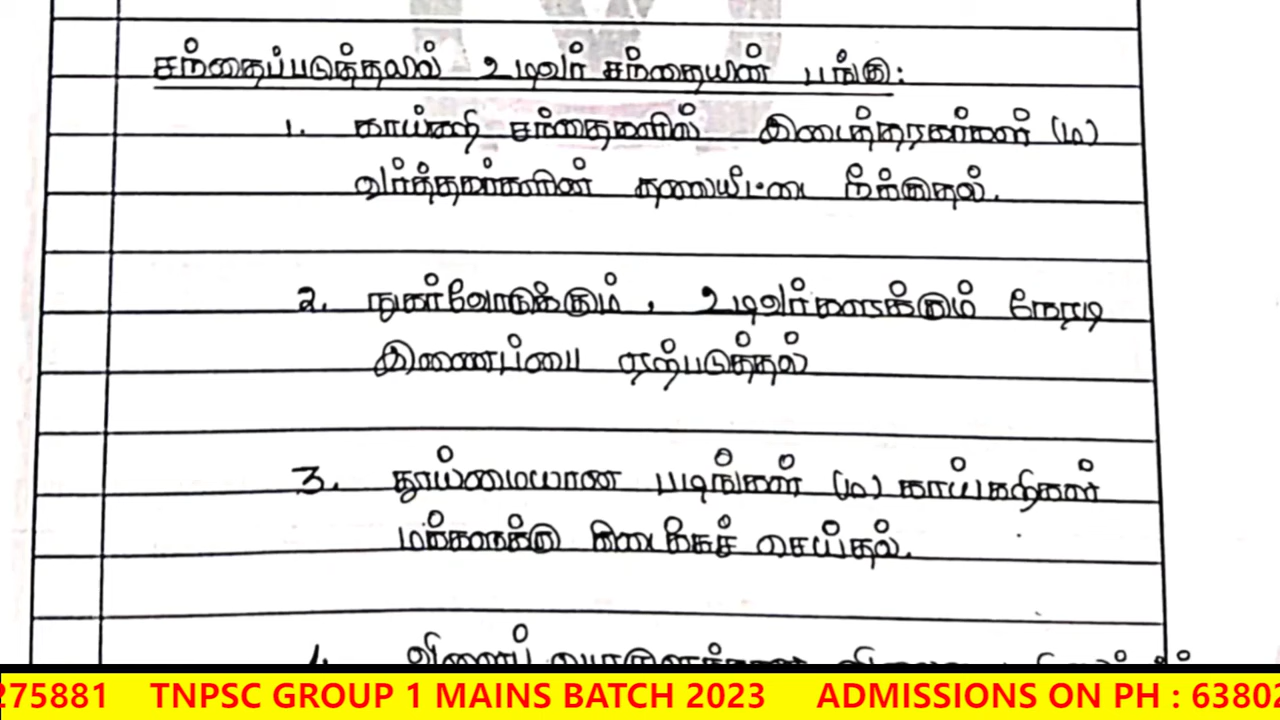 சந்தைப்படுத்தலில் உழவர் சந்தையின் பங்கு:
1. காய்கறி சந்தைகளில் இடைத்தரகர்கள் (ம)
வர்த்தகர்களின் தலையீட்டை நீக்குதல்.
2. நுகர்வோருக்கும், உழவர்களுக்கும் நேரடி
இணைப்பை ஏற்படுத்தல்
3. தூய்மையான பழங்கள் (ம) காய்கறிகள்
மக்களுக்கு கிடைக்கச் செய்தல்.
275881 TNPSC GROUP 1 MAINS BATCH 2023 ADMISSIONS ON PH : 6380